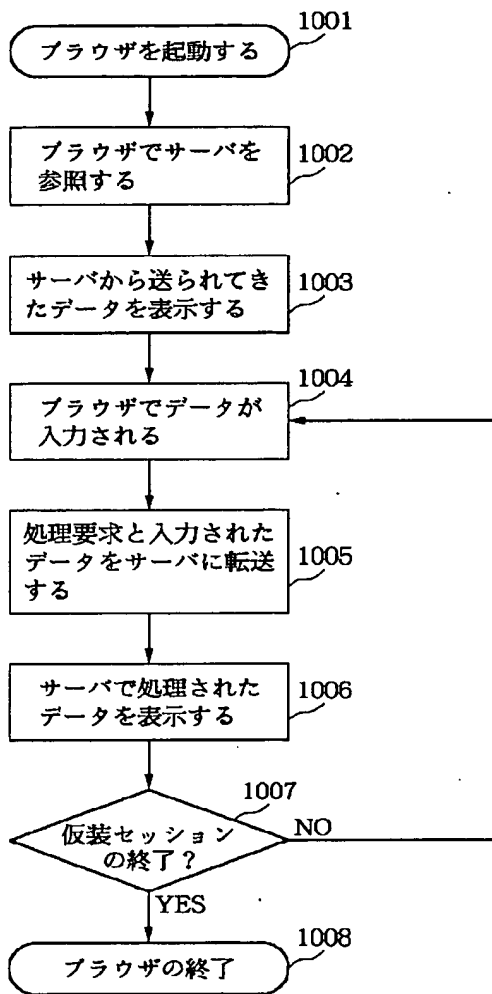 1001
ブラウザを起動する
1002
ブラウザでサーバを
参照する
1003
サーバから送られてき
たデータを表示する
1004
ブラウザでデータが
入力される
1005
処理要求と入力された
データをサーバに転送
する
1006
サーバで処理された
データを表示する
1007
仮装セッション
の終了?
NO
YES
1008
ブラウザの終了